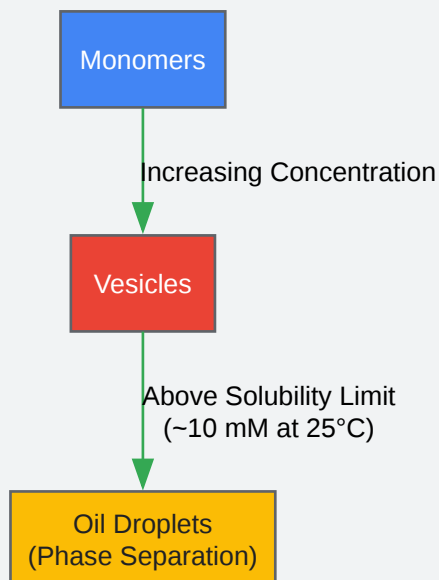 Monomers
Increasing Concentration
Vesicles
Above Solubility Limit
(~10 mM at 25°C)
Oil Droplets
(Phase Separation)